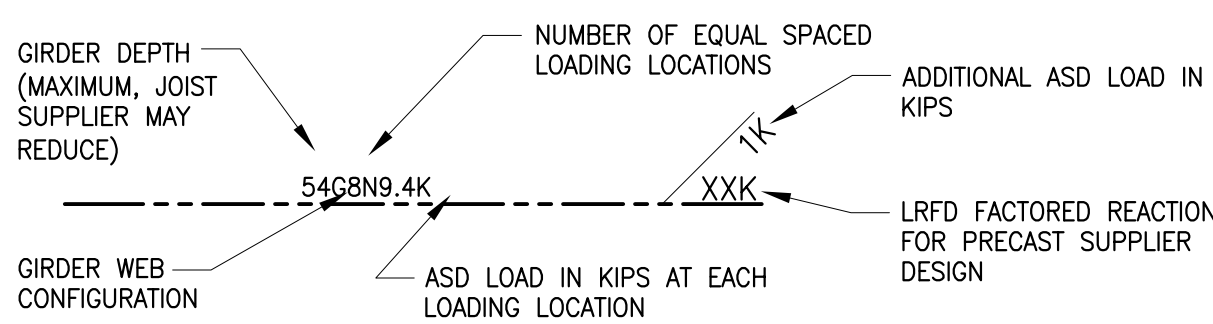 GIRDER DEPTH
(MAXIMUM, JOIST
SUPPLIER MAY
REDUCE)
NUMBER OF EQUAL SPACED
LOADING LOCATIONS
ADDITIONAL ASD LOAD IN
KIPS
1K
54G8N9.4K
XXK
LRFD FACTORED REACTION
FOR PRECAST SUPPLIER
DESIGN
GIRDER WEB
CONFIGURATION
ASD LOAD IN KIPS AT EACH
LOADING LOCATION